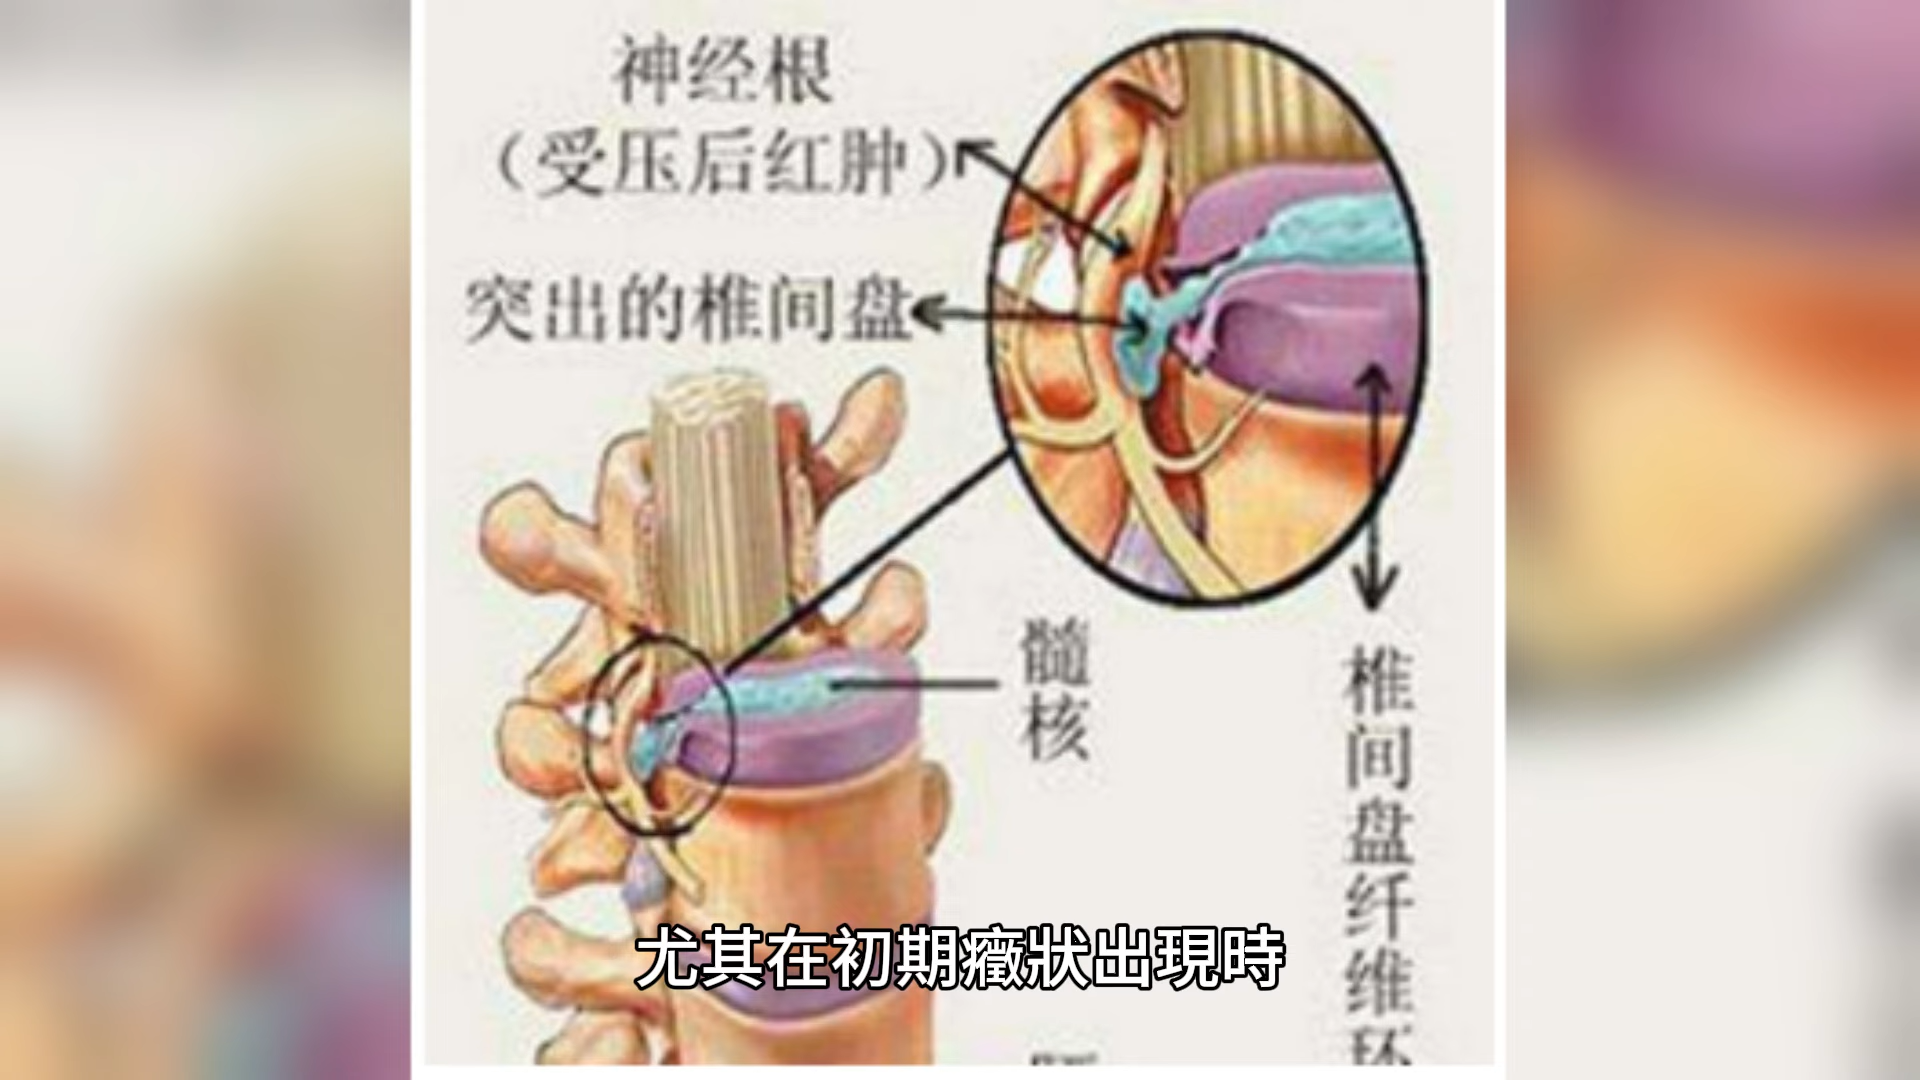 神经根
（受压后红肿）
突出的椎间盘
髓核
椎间盘纤维环
尤其在初期癥狀出現時